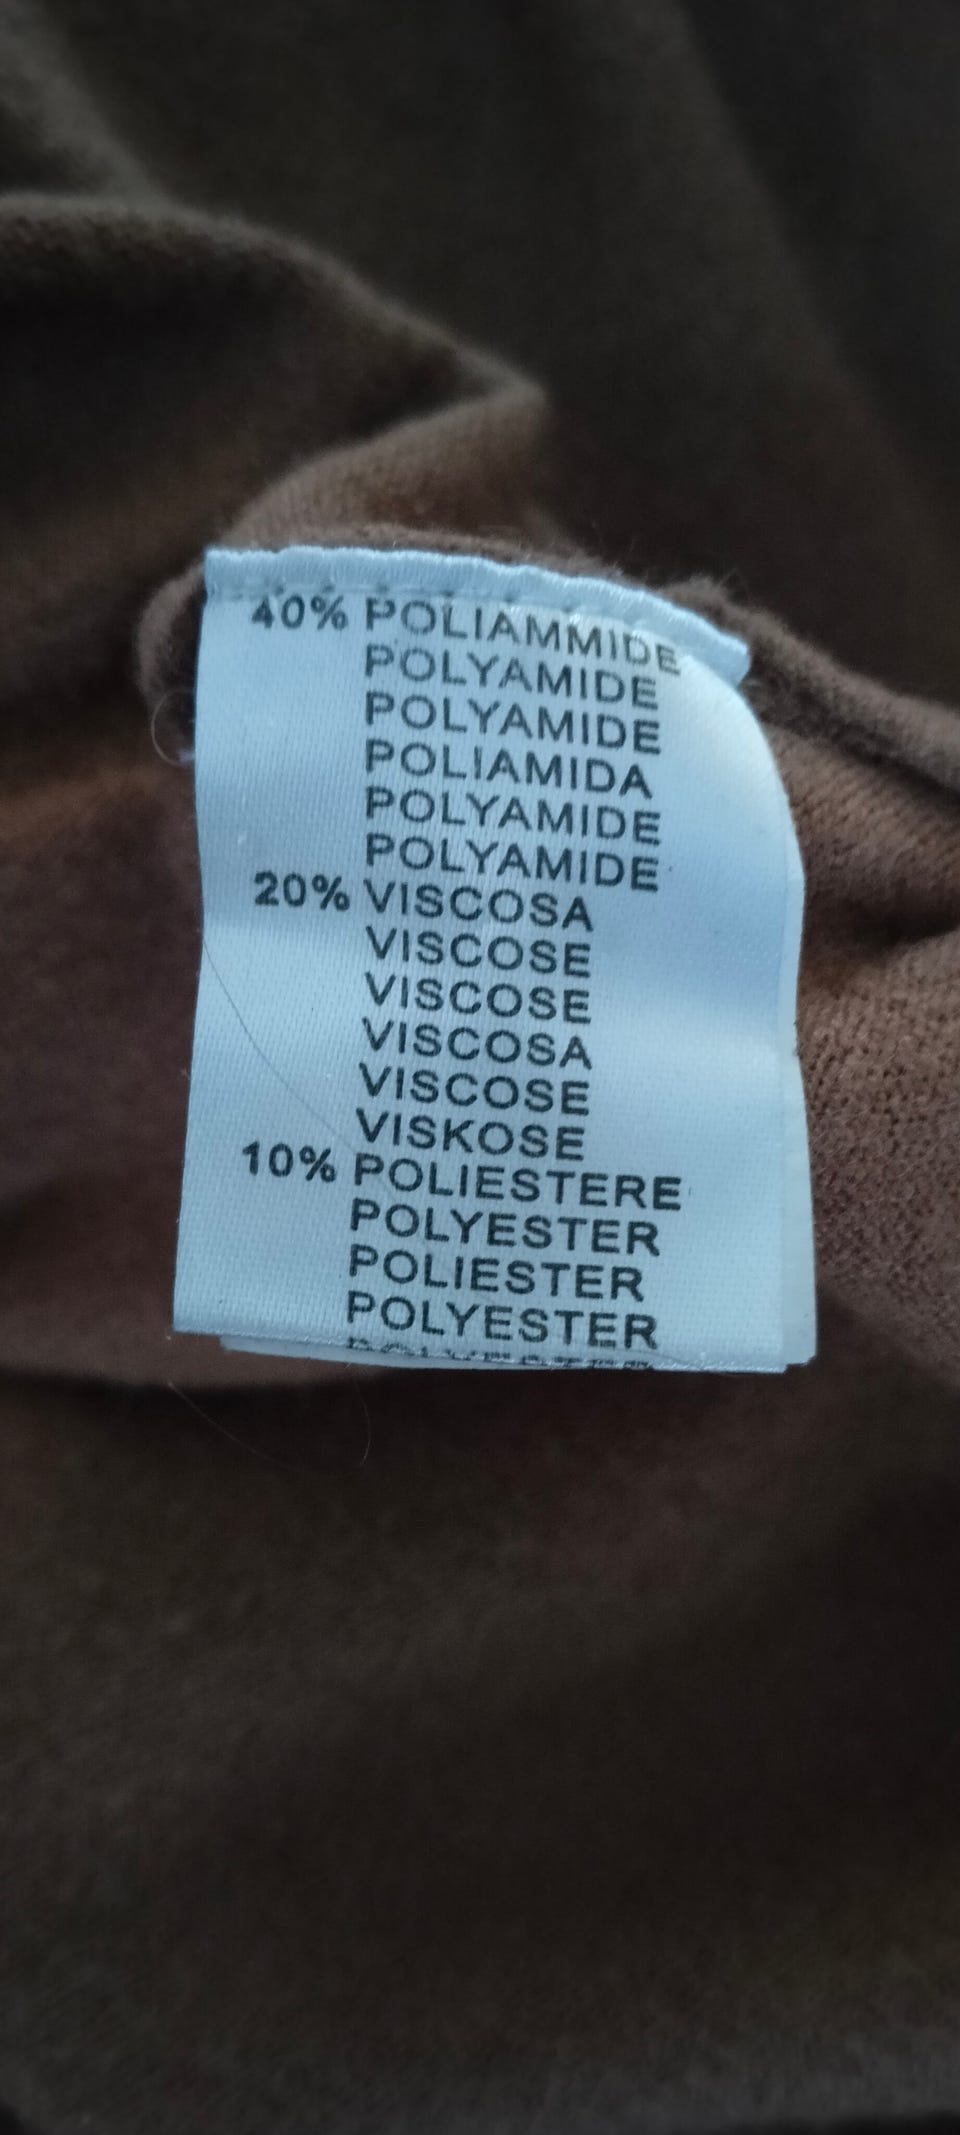 40% POLIAMMIDE
POLYAMIDE
POLYAMIDE
POLIAMIDA
POLYAMIDE
POLYAMIDE
20% VISCOSA
VISCOSE
VISCOSE
VISCOSA
VISCOSE
VISKOSE
10% POLIESTERE
POLYESTER
POLIESTER
POLYESTER